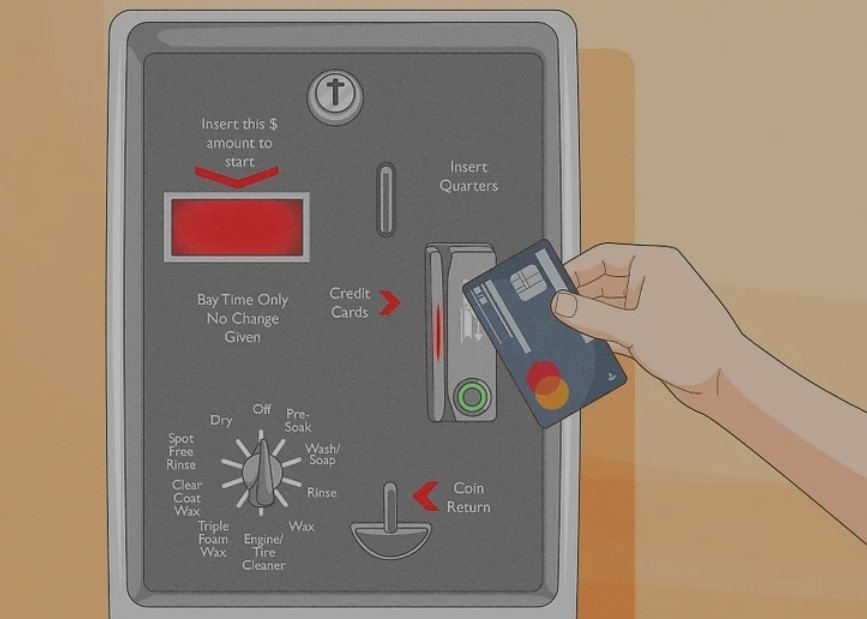 Insert this $
amount to
start
Insert
Quarters
Credit
Cards
Bay Time Only
No Change
Given
Off
Dry
Pre-
Soak
Spot
Free
Rinse
Wash/
Soap
Clear
Coat
Wax
Rinse
Triple
Foam
Wax
Wax
Engine/
Tire
Cleaner
Coin
Return